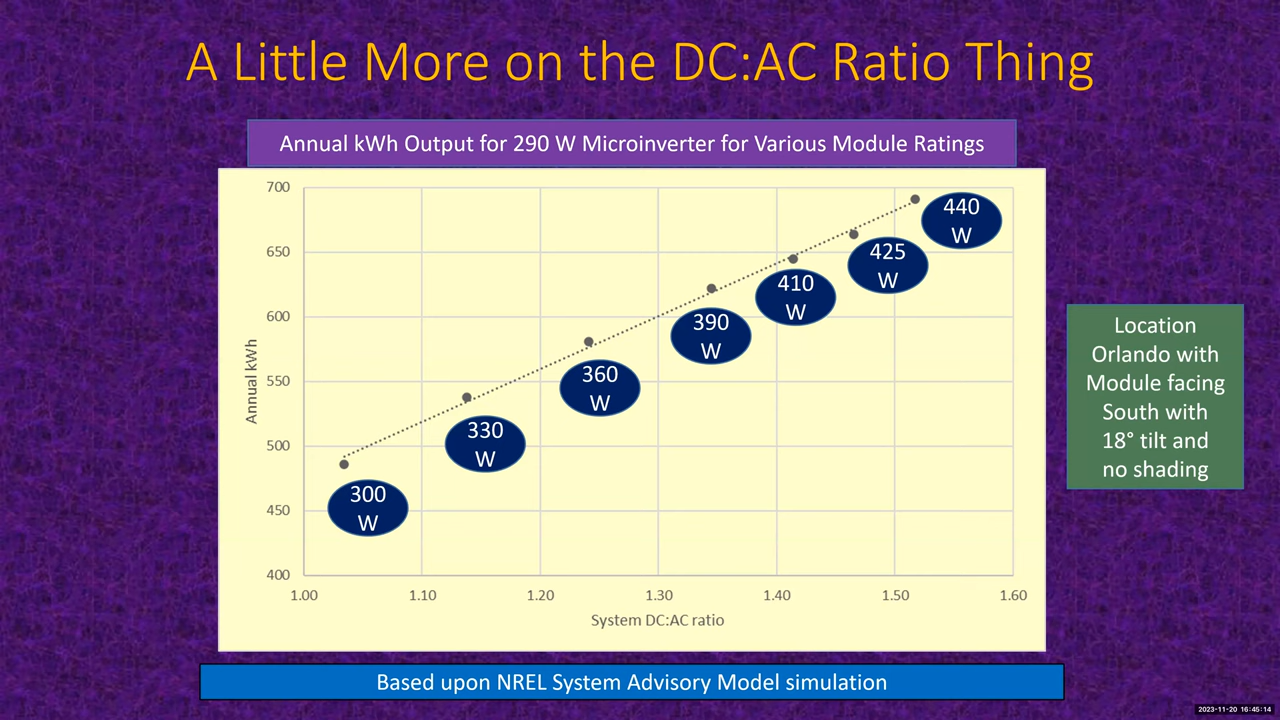 A Little More on the DC:AC Ratio Thing
Annual kWh Output for 290 W Microinverter for Various Module Ratings
700
650
600
550
500
450
400
Annual kWh
440
W
425
W
410
W
390
W
360
W
330
W
300
W
1.00 1.10 1.20 1.30 1.40 1.50 1.60
System DC:AC ratio
Location
Orlando with
Module facing
South with
18° tilt and
no shading
Based upon NREL System Advisory Model simulation
2023-11-20 16:45:14